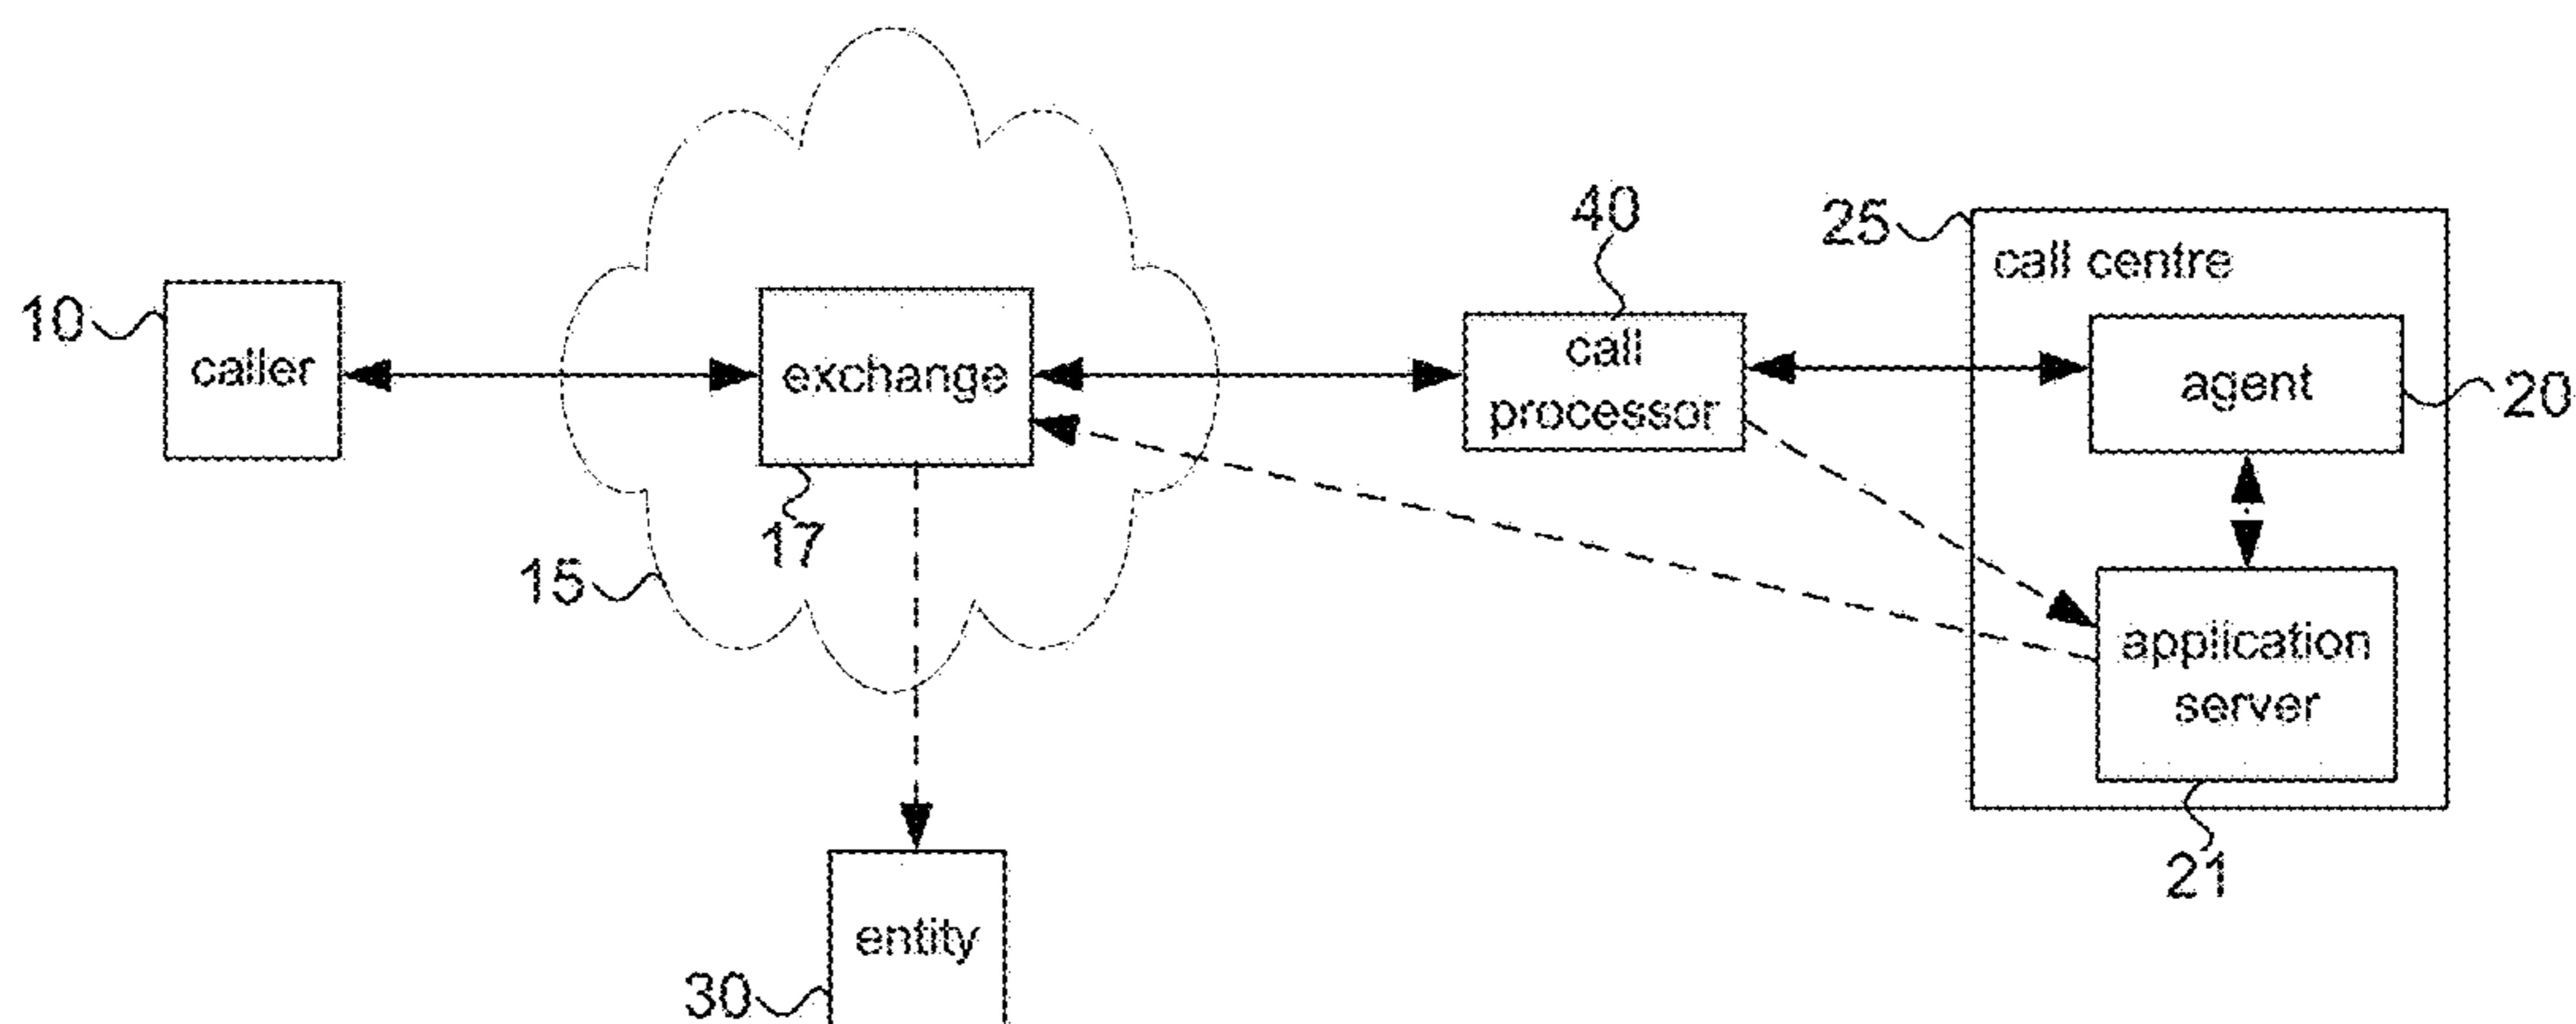 40
25
call centre
10
caller
exchange
call
processor
agent
20
17
15
application
server
21
entity
30